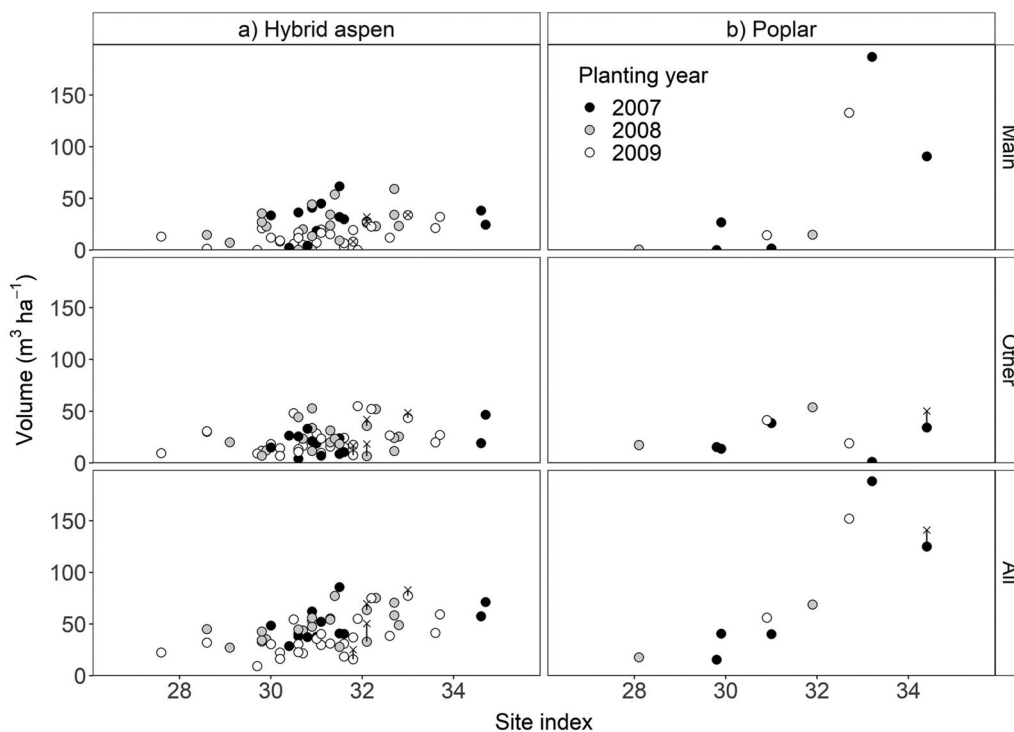 a) Hybrid aspen
b) Poplar
Planting year
2007
2008
2009
150
100
50
0
Main
150
100
50
0
Other
150
100
50
0
All
Volume (m³ ha⁻¹)
28 30 32 34
28 30 32 34
Site index